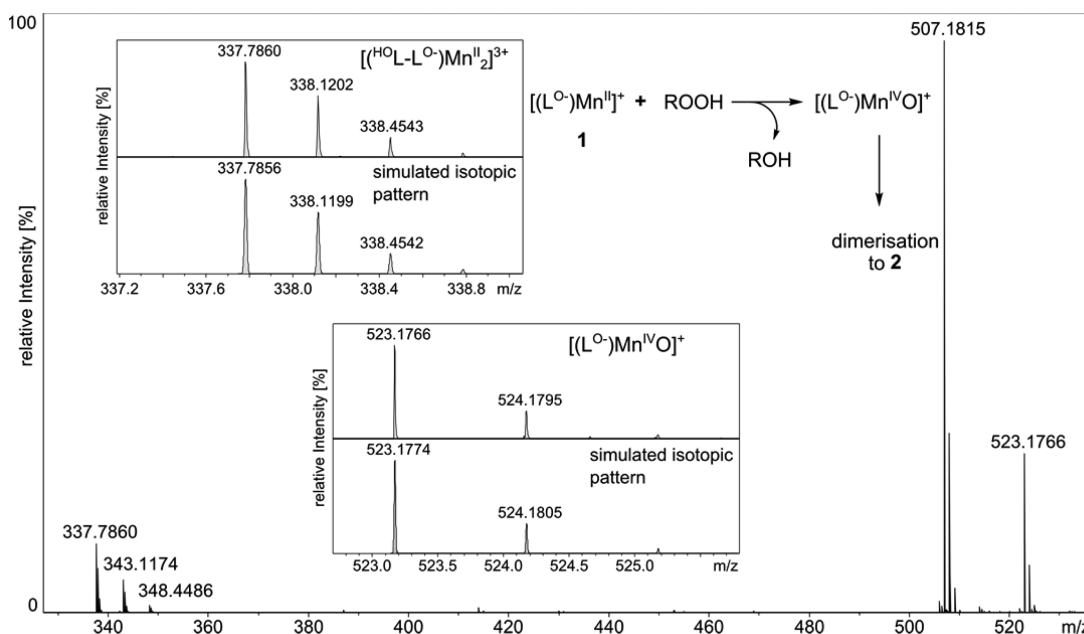 100
507.1815
337.7860
[(ᴴᴼL-Lᴼ⁻)Mnᴵᴵ₂]³⁺
338.1202
338.4543
337.7856
simulated isotopic
pattern
338.1199
338.4542
relative Intensity [%]
337.2 337.6 338.0 338.4 338.8 m/z
[(Lᴼ⁻)Mnᴵᴵ]⁺ + ROOH [(Lᴼ⁻)MnᴵⱽO]⁺
1
ROH
dimerisation
to 2
relative Intensity [%]
523.1766
[(Lᴼ⁻)MnᴵⱽO]⁺
524.1795
523.1774
simulated isotopic
pattern
524.1805
relative Intensity [%]
523.0 523.5 524.0 524.5 525.0 m/z
523.1766
337.7860
343.1174
348.4486
0
340 360 380 400 420 440 460 480 500 520 m/z